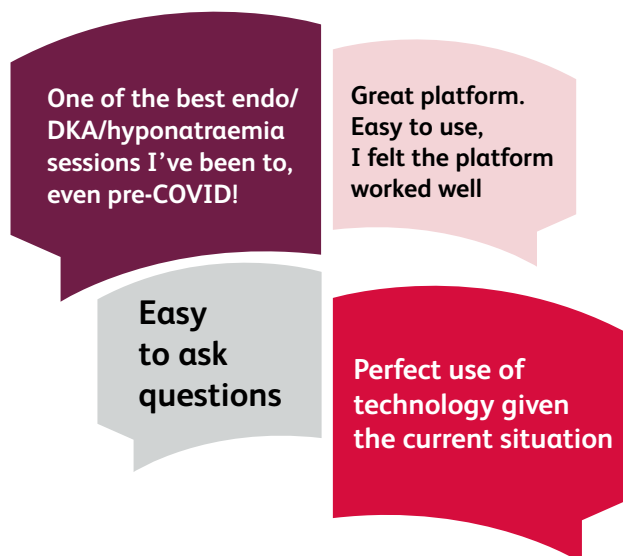 One of the best endo/
DKA/hyponatraemia
sessions I've been to,
even pre-COVID!
Great platform.
Easy to use,
I felt the platform
worked well
Easy
to ask
questions
Perfect use of
technology given
the current situation